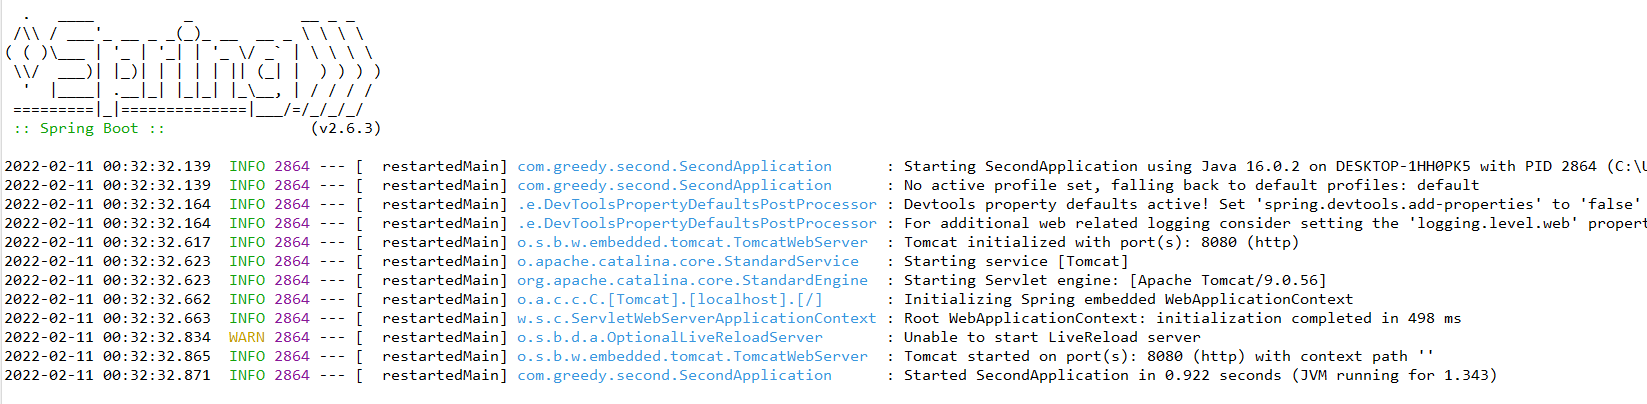 .   ____          _            __ _ _
 /\\ / ___'_ __ _ _(_)_ __  __ _ \ \ \ \
( ( )\___ | '_ | '_| | '_ \/ _` | \ \ \ \
 \\/  ___)| |_)| | | | | || (_| |  ) ) ) )
  '  |____| .__|_| |_|_| |_\__, | / / / /
 =========|_|==============|___/=/_/_/_/
 :: Spring Boot ::                (v2.6.3)
2022-02-11 00:32:32.139  INFO 2864 --- [  restartedMain] com.greedy.second.SecondApplication      : Starting SecondApplication using Java 16.0.2 on DESKTOP-1HH0PK5 with PID 2864 (C:\U
2022-02-11 00:32:32.139  INFO 2864 --- [  restartedMain] com.greedy.second.SecondApplication      : No active profile set, falling back to default profiles: default
2022-02-11 00:32:32.164  INFO 2864 --- [  restartedMain] .e.DevToolsPropertyDefaultsPostProcessor : Devtools property defaults active! Set 'spring.devtools.add-properties' to 'false'
2022-02-11 00:32:32.164  INFO 2864 --- [  restartedMain] .e.DevToolsPropertyDefaultsPostProcessor : For additional web related logging consider setting the 'logging.level.web' propert
2022-02-11 00:32:32.617  INFO 2864 --- [  restartedMain] o.s.b.w.embedded.tomcat.TomcatWebServer  : Tomcat initialized with port(s): 8080 (http)
2022-02-11 00:32:32.623  INFO 2864 --- [  restartedMain] o.apache.catalina.core.StandardService   : Starting service [Tomcat]
2022-02-11 00:32:32.623  INFO 2864 --- [  restartedMain] org.apache.catalina.core.StandardEngine  : Starting Servlet engine: [Apache Tomcat/9.0.56]
2022-02-11 00:32:32.662  INFO 2864 --- [  restartedMain] o.a.c.c.C.[Tomcat].[localhost].[/]       : Initializing Spring embedded WebApplicationContext
2022-02-11 00:32:32.663  INFO 2864 --- [  restartedMain] w.s.c.ServletWebServerApplicationContext : Root WebApplicationContext: initialization completed in 498 ms
2022-02-11 00:32:32.834  WARN 2864 --- [  restartedMain] o.s.b.d.a.OptionalLiveReloadServer       : Unable to start LiveReload server
2022-02-11 00:32:32.865  INFO 2864 --- [  restartedMain] o.s.b.w.embedded.tomcat.TomcatWebServer  : Tomcat started on port(s): 8080 (http) with context path ''
2022-02-11 00:32:32.871  INFO 2864 --- [  restartedMain] com.greedy.second.SecondApplication      : Started SecondApplication in 0.922 seconds (JVM running for 1.343)